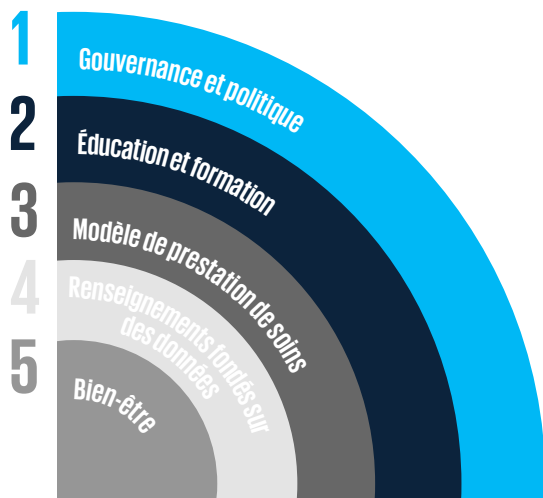 1
Gouvernance et politique
2
Éducation et formation
3
Modèle de prestation de soins
4
Renseignements fondés sur
des données
5
Bien-être